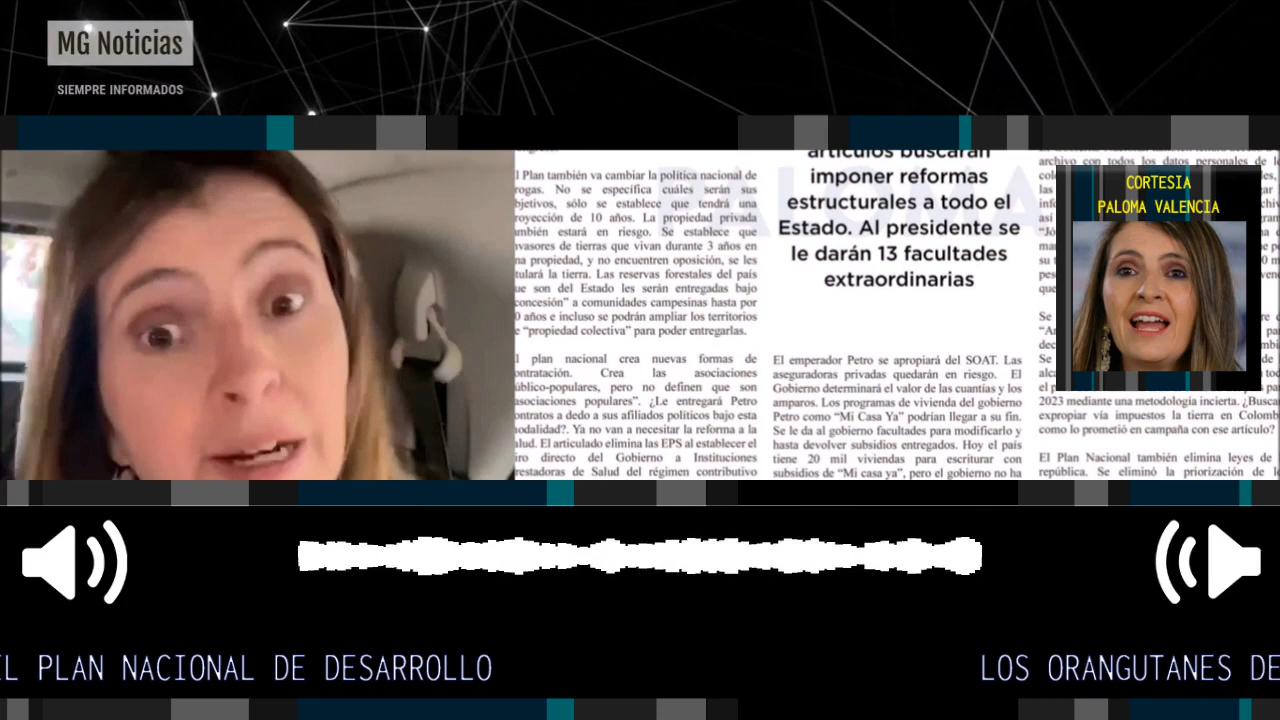 MG Noticias
SIEMPRE INFORMADOS
l Plan también va cambiar la política nacional de
rogas. No se especifica cuáles serán sus
bjetivos, sólo se establece que tendrá una
royección de 10 años. La propiedad privada
mbién estará en riesgo. Se establece que
nvasores de tierras que vivan durante 3 años en
na propiedad, y no encuentren oposición, se les
tulará la tierra. Las reservas forestales del país
ue son del Estado les serán entregadas bajo
concesión” a comunidades campesinas hasta por
0 años e incluso se podrán ampliar los territorios
e “propiedad colectiva” para poder entregarlas.
l plan nacional crea nuevas formas de
ontratación. Crea las asociaciones
úblico-populares, pero no definen que son
asociaciones populares”. ¿Le entregará Petro
ontratos a dedo a sus afiliados políticos bajo esta
odalidad?. Ya no van a necesitar la reforma a la
alud. El articulado elimina las EPS al establecer el
iro directo del Gobierno a Instituciones
restadoras de Salud del régimen contributivo
PALOMA
artículos buscarán
imponer reformas
estructurales a todo el
Estado. Al presidente se
le darán 13 facultades
extraordinarias
El emperador Petro se apropiará del SOAT. Las
aseguradoras privadas quedarán en riesgo. El
Gobierno determinará el valor de las cuantías y los
amparos. Los programas de vivienda del gobierno
Petro como “Mi Casa Ya” podrían llegar a su fin.
Se le da al gobierno facultades para modificarlo y
hasta devolver subsidios entregados. Hoy el país
tiene 20 mil viviendas para escriturar con
subsidios de “Mi casa ya”, pero el gobierno no ha
archivo con todos los datos personales de l
CORTESIA
PALOMA VALENCIA
2023 mediante una metodología incierta. ¿Busca
expropiar vía impuestos la tierra en Colomb
como lo prometió en campaña con ese artículo?
El Plan Nacional también elimina leyes de
república. Se eliminó la priorización de l
EL PLAN NACIONAL DE DESARROLLO
LOS ORANGUTANES DE